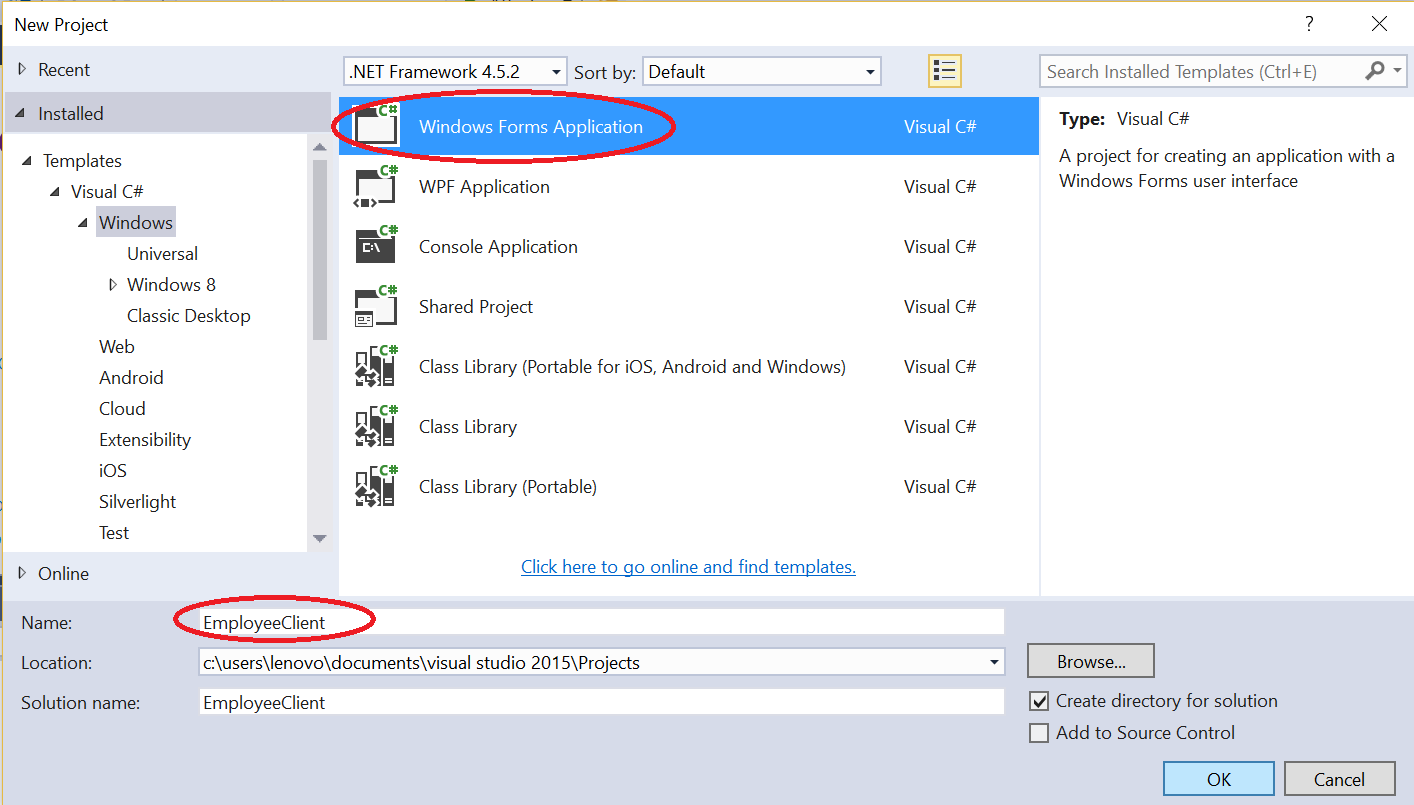 New Project
?
Recent
.NET Framework 4.5.2 Sort by: Default
Search Installed Templates (Ctrl+E)
Installed
Templates
Visual C#
Windows
Universal
Windows 8
Classic Desktop
Web
Android
Cloud
Extensibility
iOS
Silverlight
Test
Online
C# Windows Forms Application Visual C#
C# WPF Application Visual C#
C# C:\ Console Application Visual C#
C# Shared Project Visual C#
C# Class Library (Portable for iOS, Android and Windows) Visual C#
C# Class Library Visual C#
C# Class Library (Portable) Visual C#
Click here to go online and find templates.
Type: Visual C#
A project for creating an application with a
Windows Forms user interface
Name: EmployeeClient
Location: c:\users\lenovo\documents\visual studio 2015\Projects
Browse...
Solution name: EmployeeClient
Create directory for solution
Add to Source Control
OK Cancel